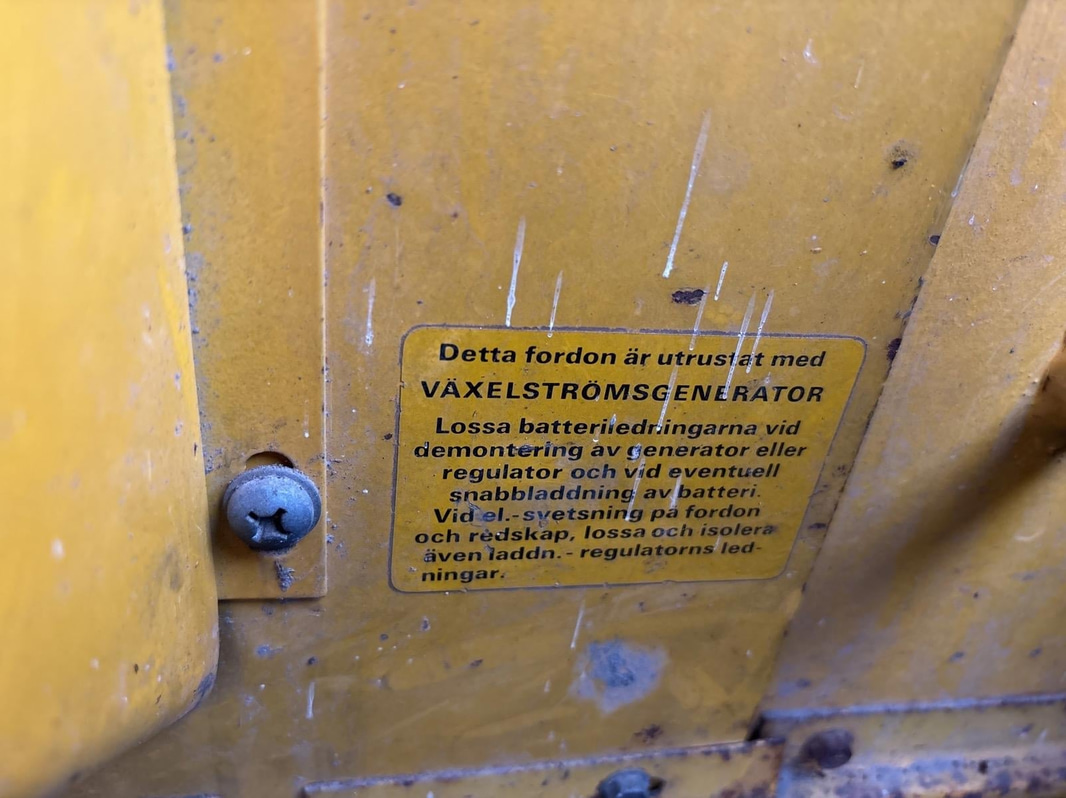 Detta fordon är utrustat med
VÄXELSTRÖMSGENERATOR
Lossa batteriledningarna vid
demontering av generator eller
regulator och vid eventuell
snabbladdning av batteri.
Vid el.-svetsning på fordon
och redskap, lossa och isolera
även laddn.- regulatorns led-
ningar.